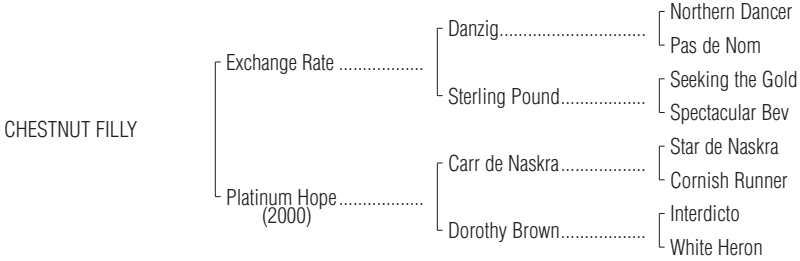 Northern Dancer
Danzig..............................
Pas de Nom
Exchange Rate ..................
Seeking the Gold
Sterling Pound..................
Spectacular Bev
CHESTNUT FILLY
Star de Naskra
Carr de Naskra..................
Cornish Runner
Platinum Hope..................
(2000)
Interdicto
Dorothy Brown..................
White Heron